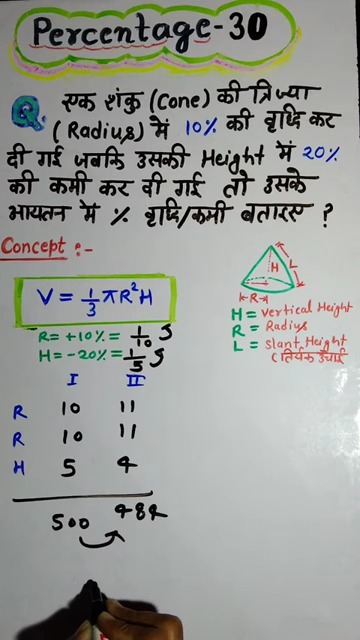 Percentage-30
Q. एक शंकु (Cone) की त्रिज्या
(Radius) में 10% की वृद्धि कर
दी गई जबकि उसकी Height में 20%
की कमी कर दी गई तो उसके
आयतन में % वृद्धि/कमी बताएं ?
Concept :-
V = 1/3 πR²H
R = +10% = 1/10
H = -20% = 1/5
I II
R 10 11
R 10 11
H 5 4
500 484
H
L
R
H = vertical Height
R = Radius
L = slant Height
(तिर्यक ऊंचाई